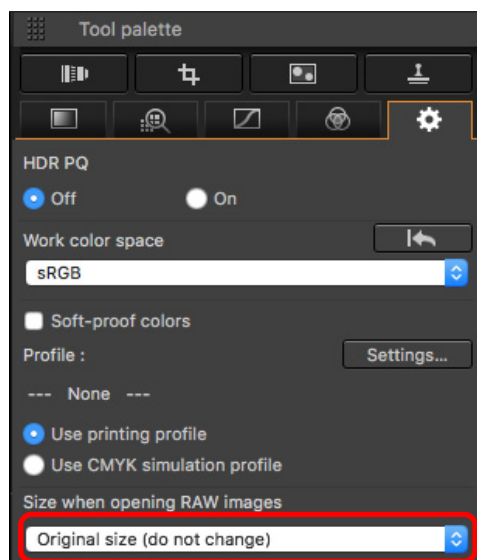 Tool palette
HDR PQ
Off On
Work color space
sRGB
Soft-proof colors
Profile :
Settings...
--- None ---
Use printing profile
Use CMYK simulation profile
Size when opening RAW images
Original size (do not change)